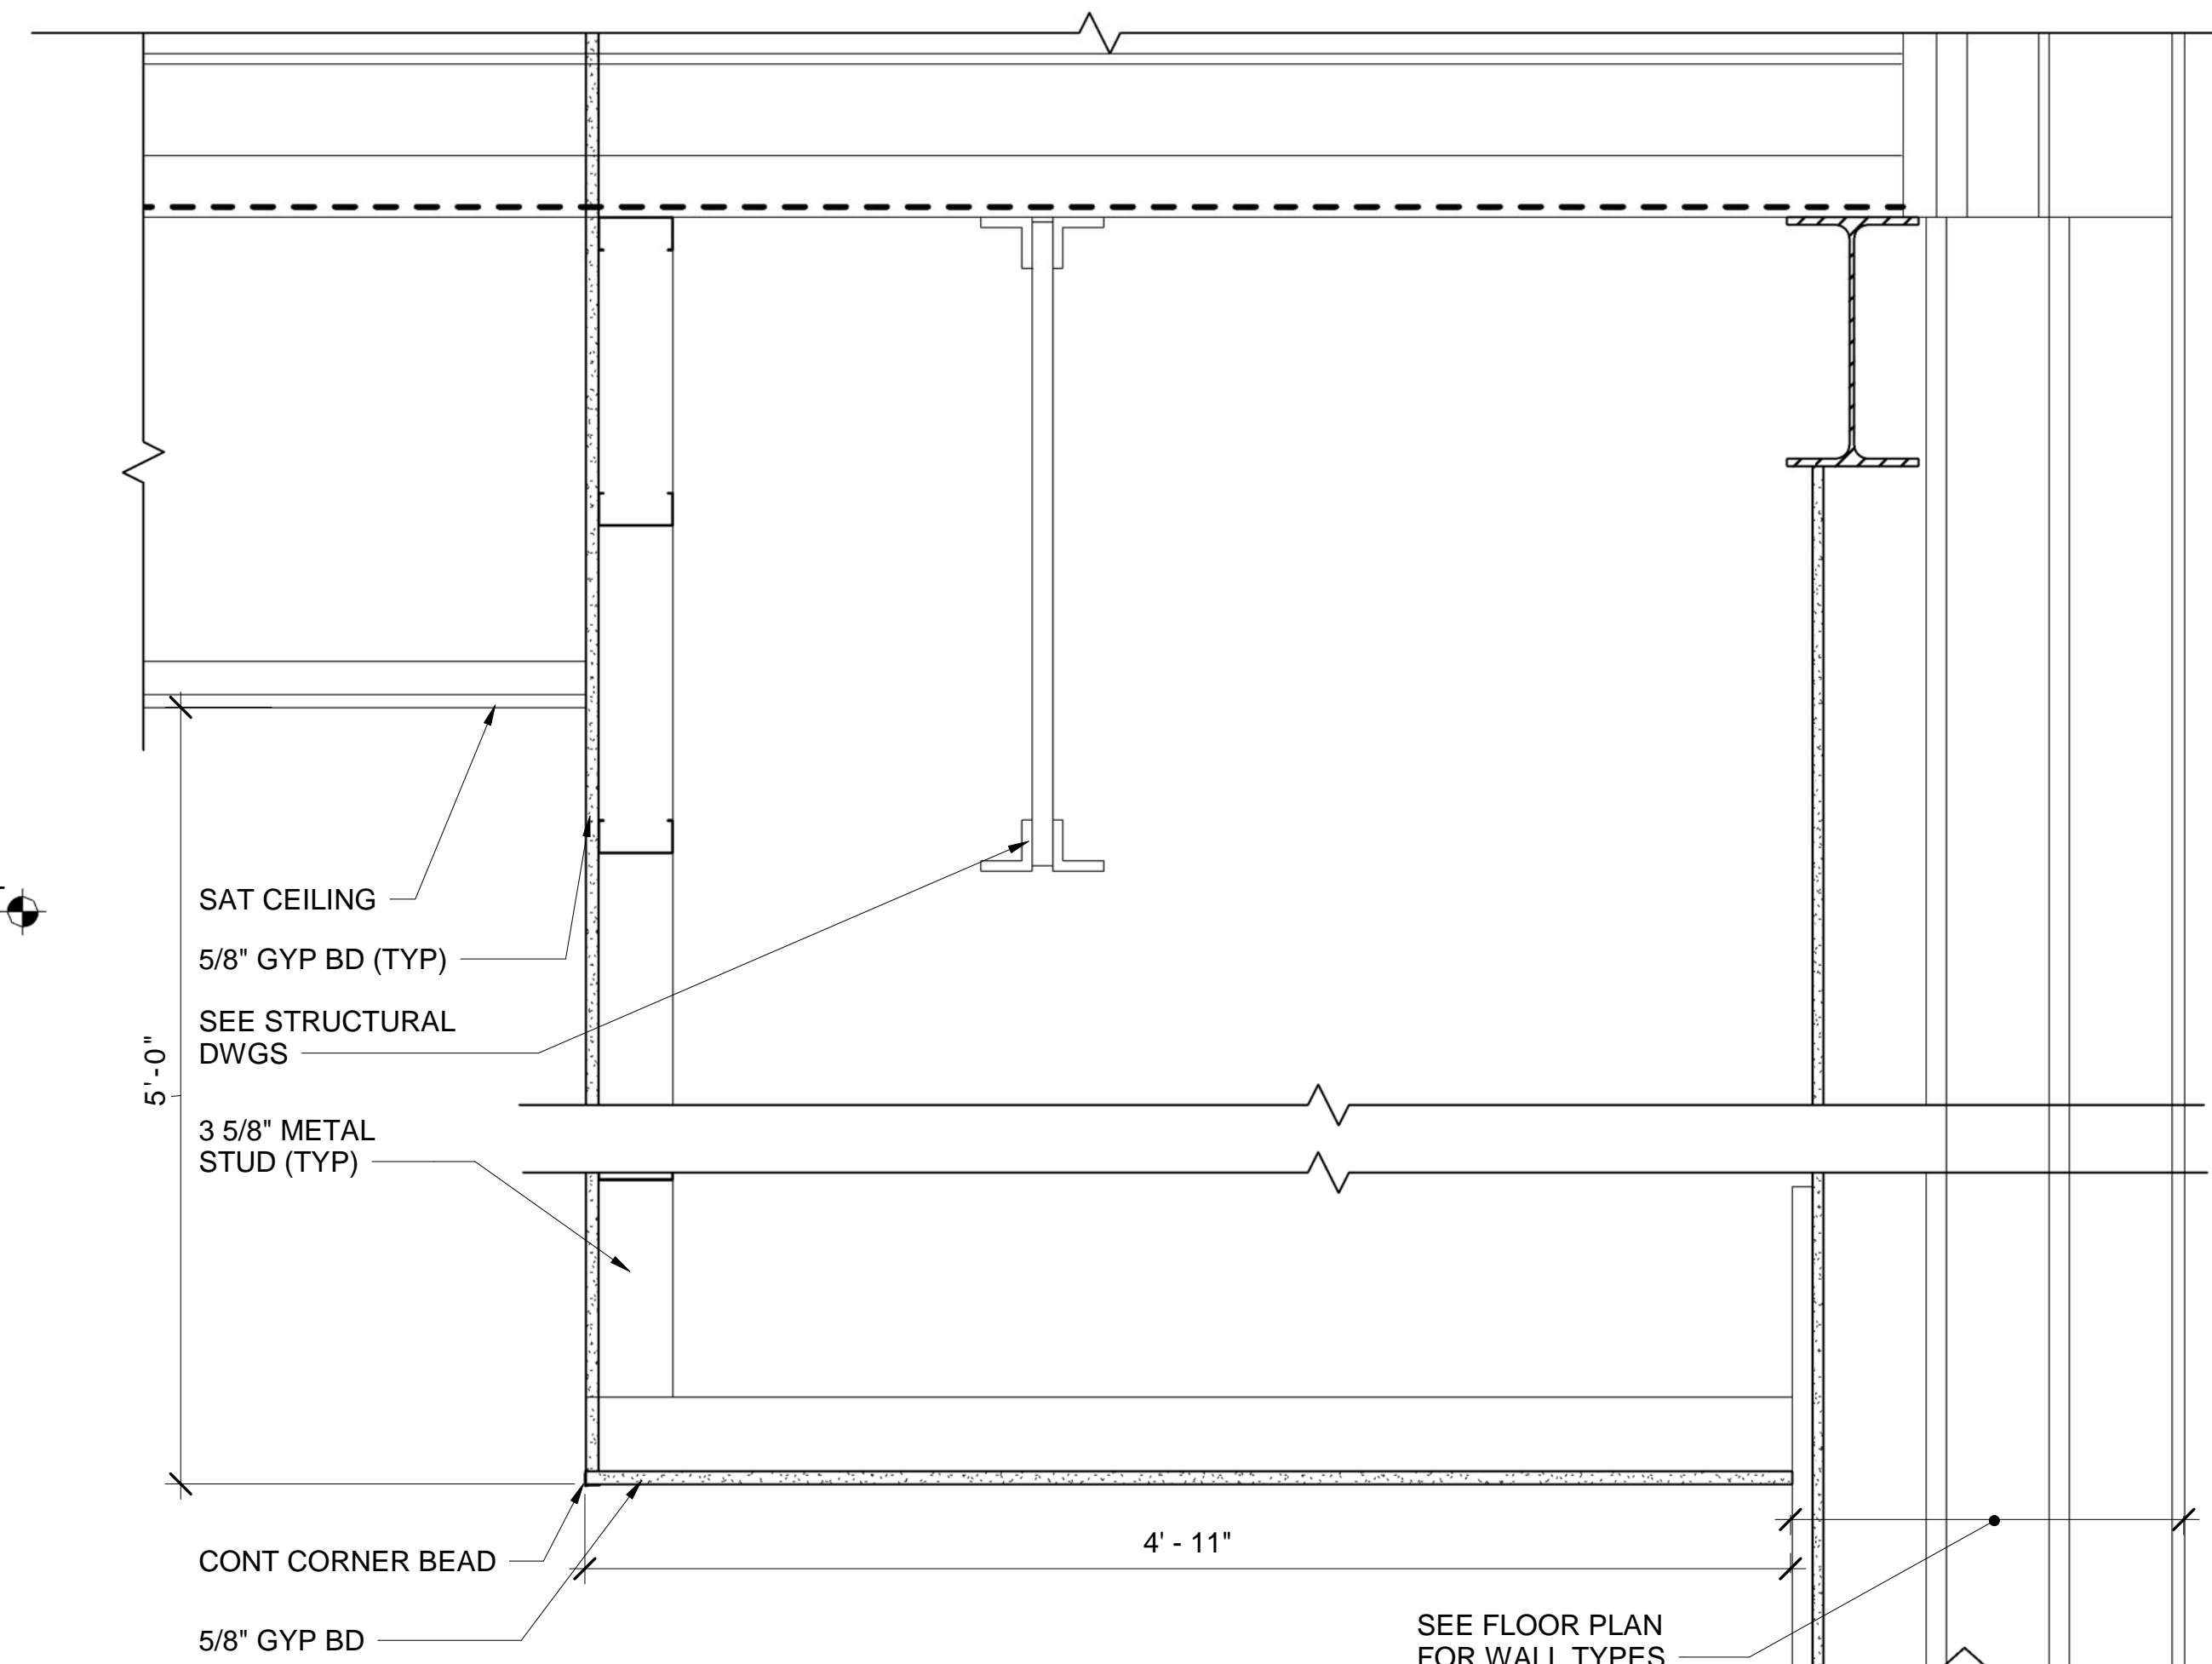 SAT CEILING
5/8" GYP BD (TYP)
SEE STRUCTURAL
DWGS
5'-0"
3 5/8" METAL
STUD (TYP)
4' - 11"
CONT CORNER BEAD
5/8" GYP BD
SEE FLOOR PLAN
FOR WALL TYPES